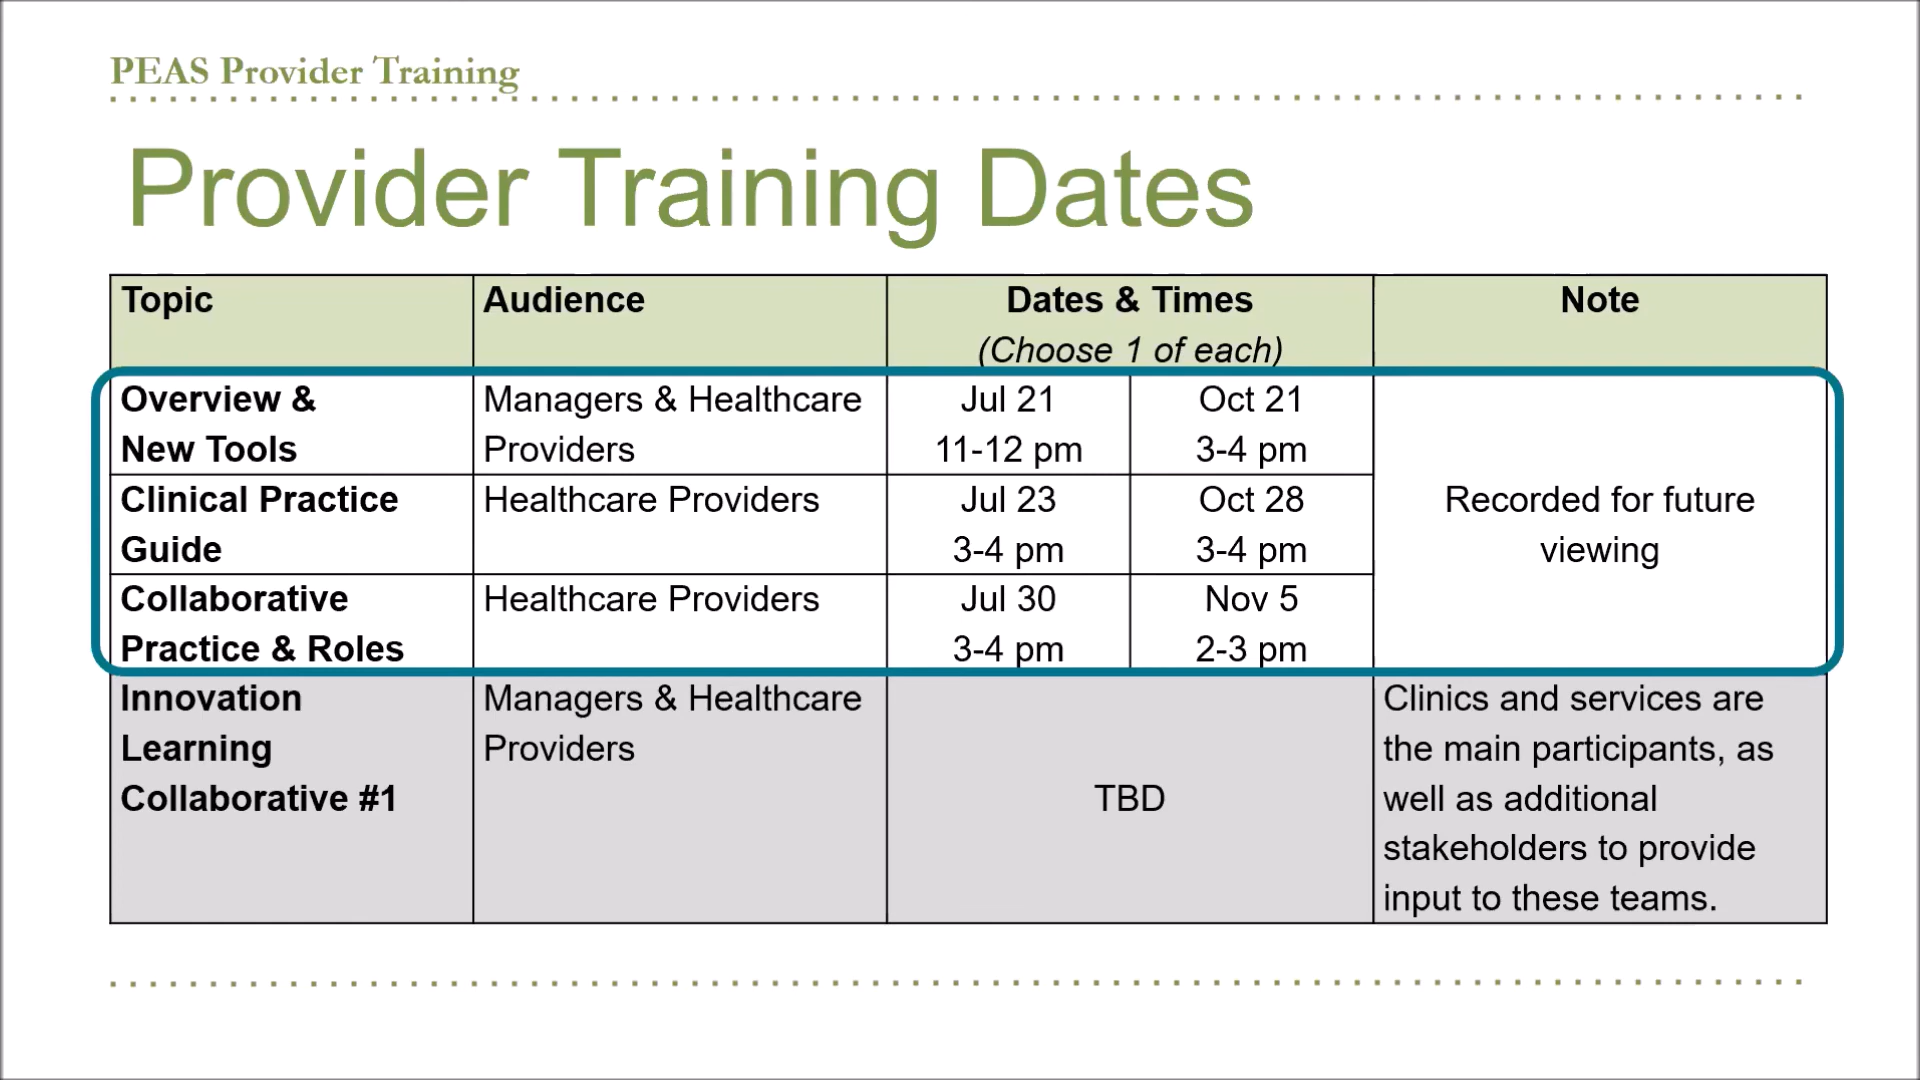 PEAS Provider Training
Provider Training Dates
Topic
Audience
Dates & Times
(Choose 1 of each)
Note
Overview &
New Tools
Managers & Healthcare
Providers
Jul 21
11-12 pm
Oct 21
3-4 pm
Recorded for future
viewing
Clinical Practice
Guide
Healthcare Providers
Jul 23
3-4 pm
Oct 28
3-4 pm
Collaborative
Practice & Roles
Healthcare Providers
Jul 30
3-4 pm
Nov 5
2-3 pm
Innovation
Learning
Collaborative #1
Managers & Healthcare
Providers
TBD
Clinics and services are
the main participants, as
well as additional
stakeholders to provide
input to these teams.